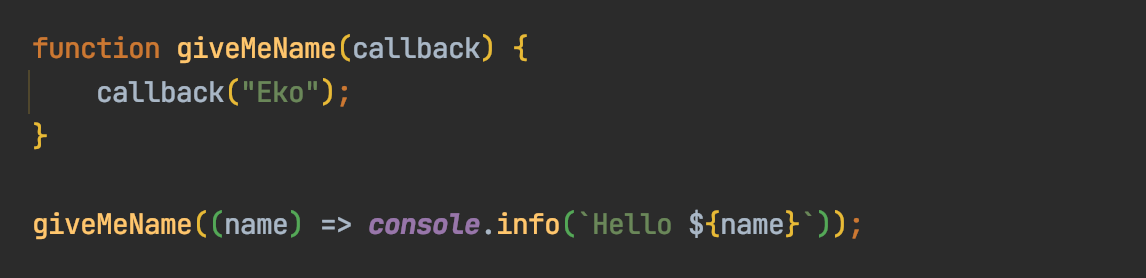 function giveMeName(callback) {
    callback("Eko");
}
giveMeName((name) => console.info(`Hello ${name}`));